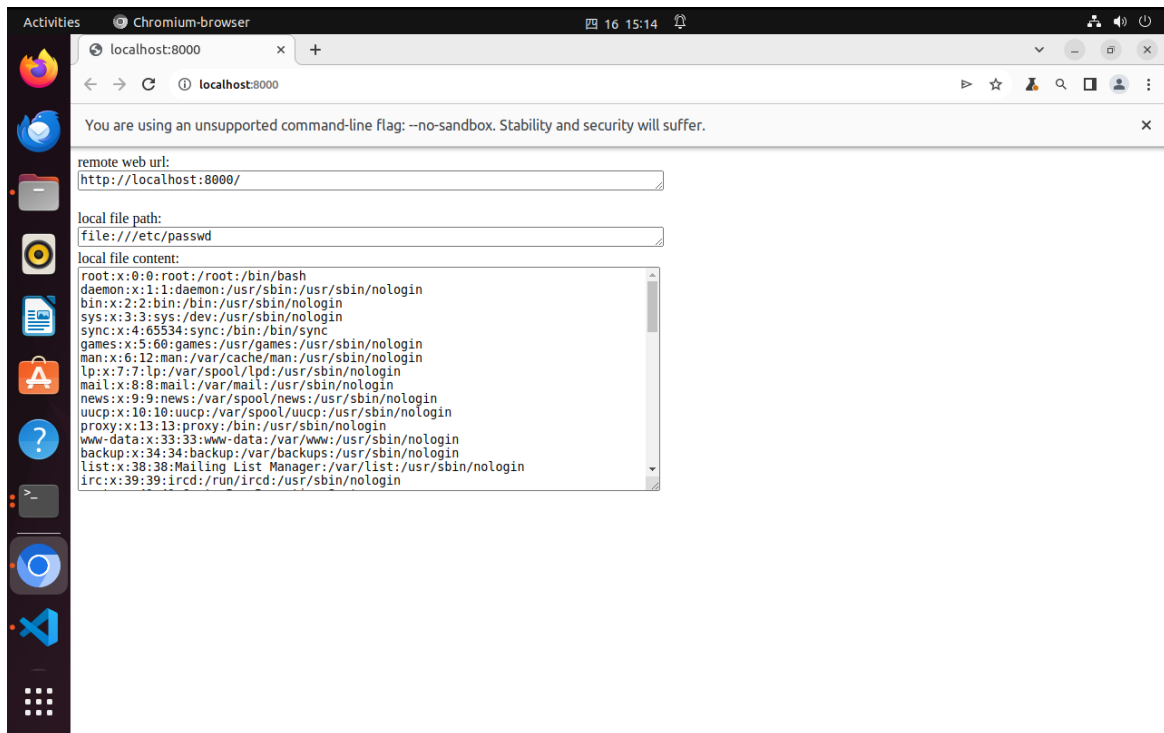 Activities Chromium-browser 四 16 15:14
localhost:8000
localhost:8000
You are using an unsupported command-line flag: --no-sandbox. Stability and security will suffer.
remote web url:
http://localhost:8000/
local file path:
file:///etc/passwd
local file content:
root:x:0:0:root:/root:/bin/bash
daemon:x:1:1:daemon:/usr/sbin:/usr/sbin/nologin
bin:x:2:2:bin:/bin:/usr/sbin/nologin
sys:x:3:3:sys:/dev:/usr/sbin/nologin
sync:x:4:65534:sync:/bin:/bin/sync
games:x:5:60:games:/usr/games:/usr/sbin/nologin
man:x:6:12:man:/var/cache/man:/usr/sbin/nologin
lp:x:7:7:lp:/var/spool/lpd:/usr/sbin/nologin
mail:x:8:8:mail:/var/mail:/usr/sbin/nologin
news:x:9:9:news:/var/spool/news:/usr/sbin/nologin
uucp:x:10:10:uucp:/var/spool/uucp:/usr/sbin/nologin
proxy:x:13:13:proxy:/bin:/usr/sbin/nologin
www-data:x:33:33:www-data:/var/www:/usr/sbin/nologin
backup:x:34:34:backup:/var/backups:/usr/sbin/nologin
list:x:38:38:Mailing List Manager:/var/list:/usr/sbin/nologin
irc:x:39:39:ircd:/run/ircd:/usr/sbin/nologin